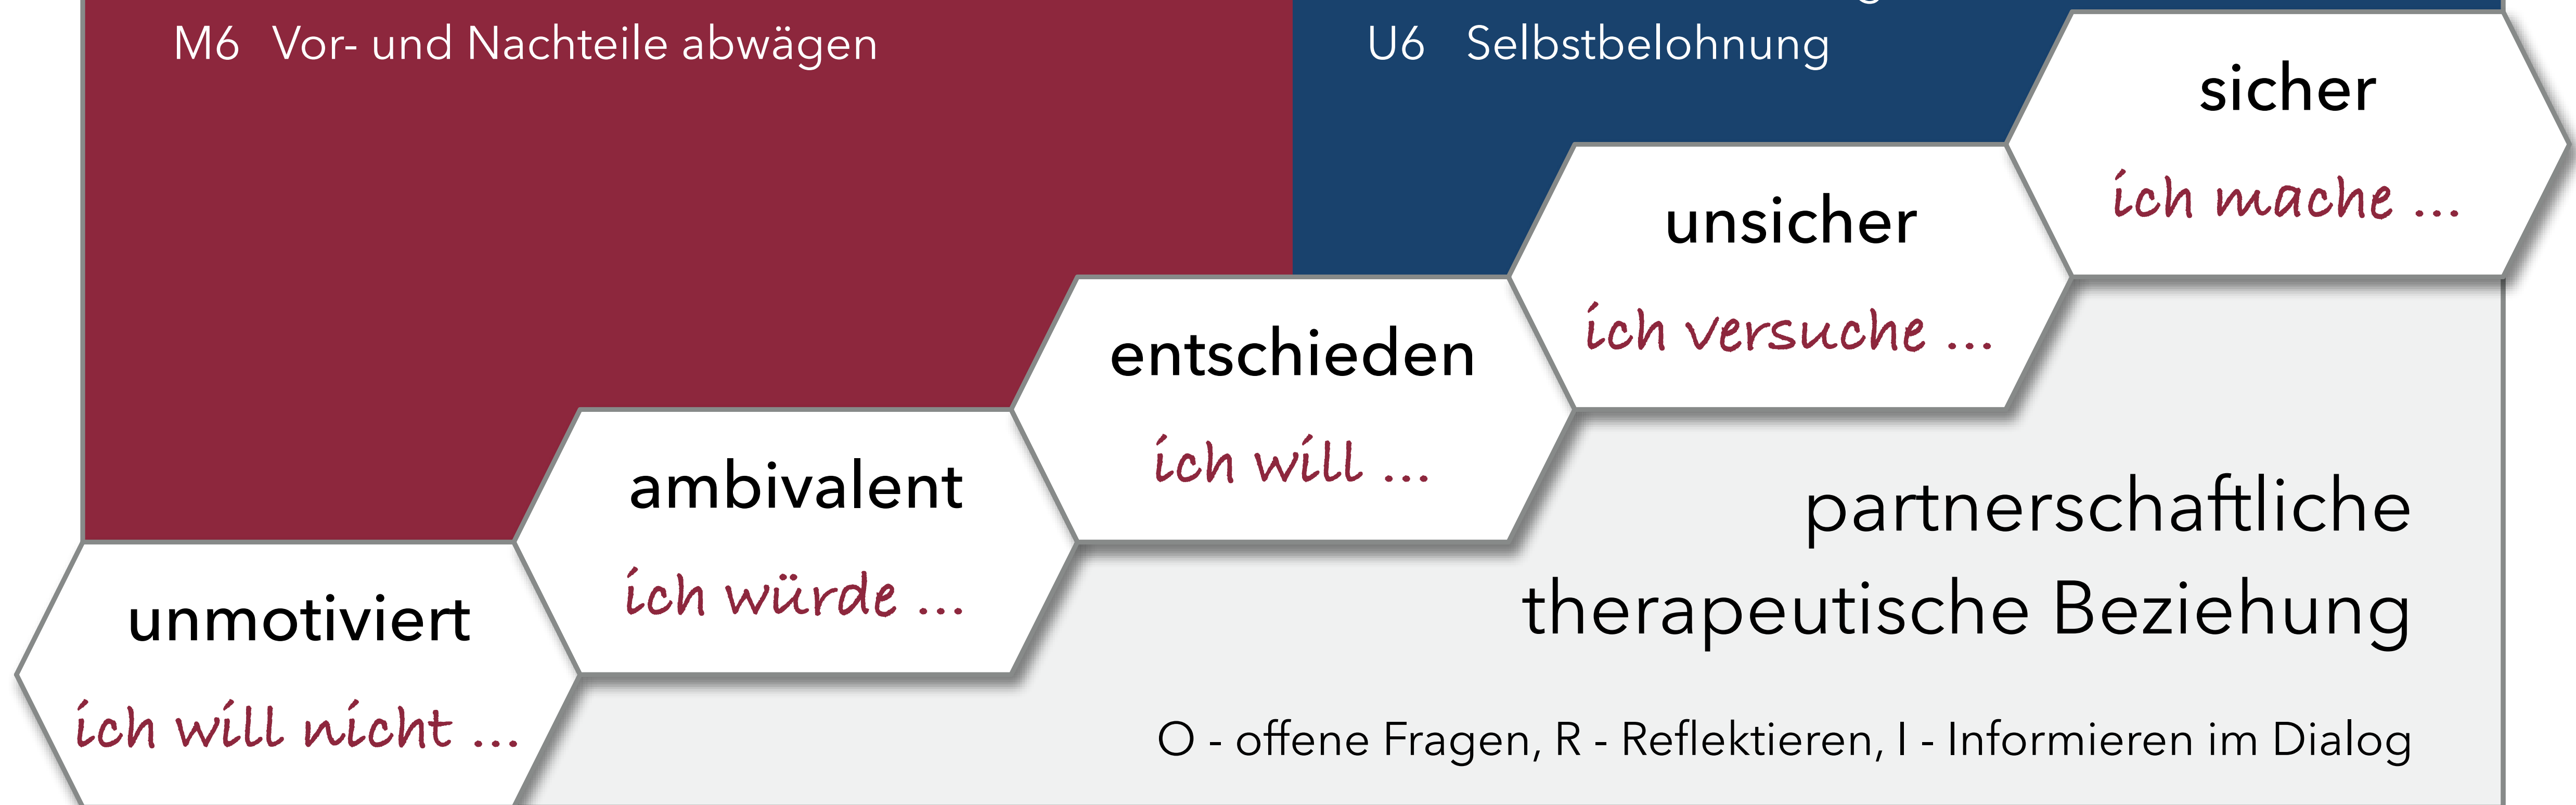 M6 Vor- und Nachteile abwägen
U6 Selbstbelohnung
sicher
ich mache ...
unsicher
ich versuche ...
entschieden
ich will ...
ambivalent
ich würde ...
unmotiviert
ich will nicht ...
partnerschaftliche
therapeutische Beziehung
O - offene Fragen, R - Reflektieren, I - Informieren im Dialog